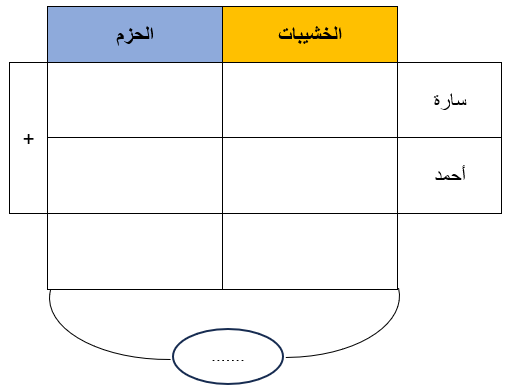 الخشيبات الحزم
سارة
+
أحمد
.......